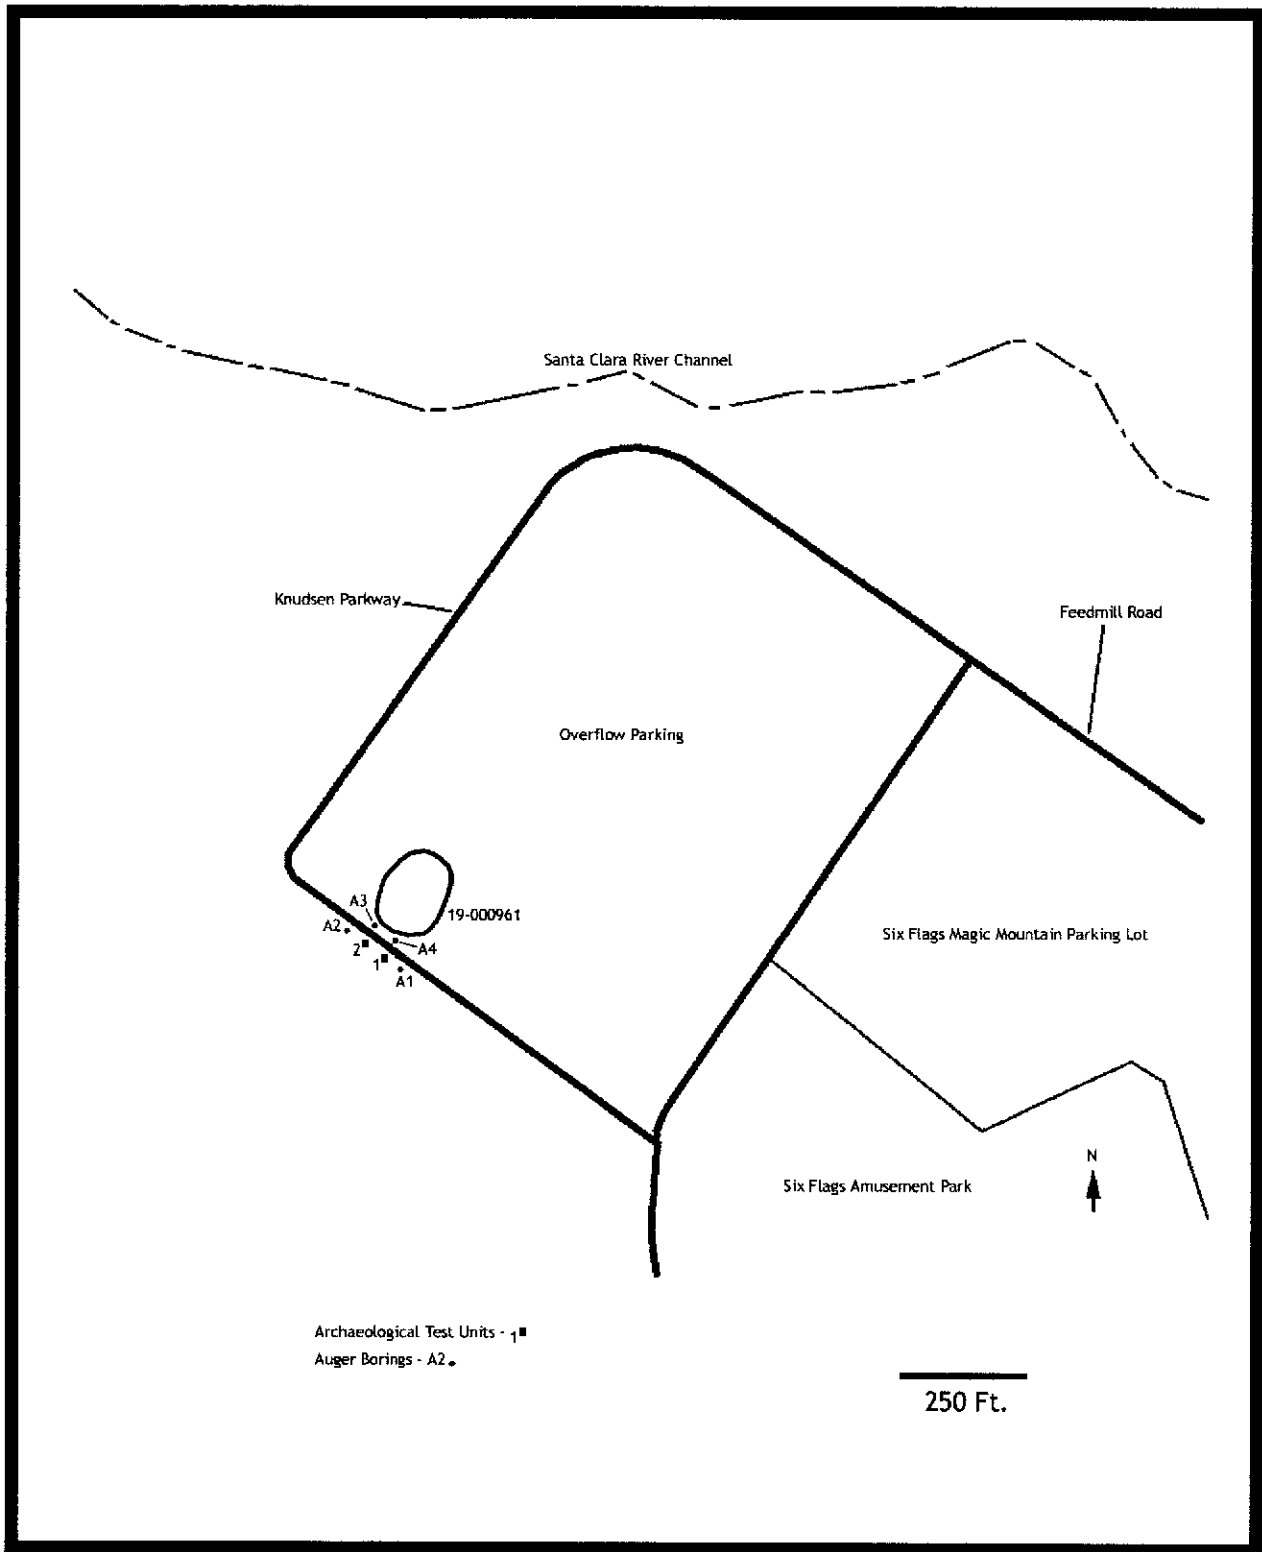 Santa Clara River Channel
Knudsen Parkway
Feedmill Road
Overflow Parking
A3
19-000961
A2
Six Flags Magic Mountain Parking Lot
2
A4
1
A1
N
Six Flags Amusement Park
Archaeological Test Units - 1
Auger Borings - A2
250 Ft.